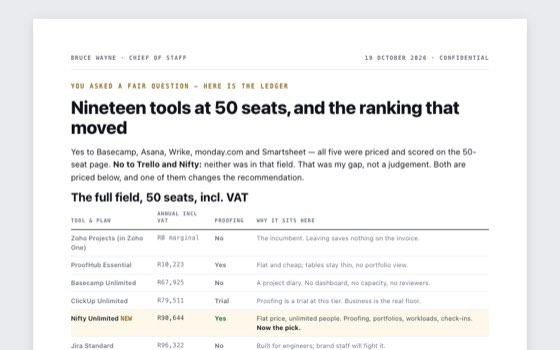 BRUCE WAYNE · CHIEF OF STAFF
19 OCTOBER 2026 · CONFIDENTIAL
YOU ASKED A FAIR QUESTION — HERE IS THE LEDGER
Nineteen tools at 50 seats, and the ranking that
moved
Yes to Basecamp, Asana, Wrike, monday.com and Smartsheet — all five were priced and scored on the 50-
seat page. No to Trello and Nifty: neither was in that field. That was my gap, not a judgement. Both are
priced below, and one of them changes the recommendation.
The full field, 50 seats, incl. VAT
TOOL & PLAN ANNUAL INCL VAT PROOFING WHY IT SITS HERE
Zoho Projects (in Zoho One) R0 marginal No The incumbent. Leaving saves nothing on the invoice.
ProofHub Essential R10,223 Yes Flat and cheap; tables stay thin, no portfolio view.
Basecamp Unlimited R67,925 No A project diary. No dashboard, no capacity, no reviewers.
ClickUp Unlimited R79,511 Trial Proofing is a trial at this tier. Business is the real floor.
Nifty Unlimited NEW R90,644 Yes Flat price, unlimited people. Proofing, portfolios, workloads, check-ins.
Now the pick.
Jira Standard R96,322 No Built for engineers; brand staff will fight it.